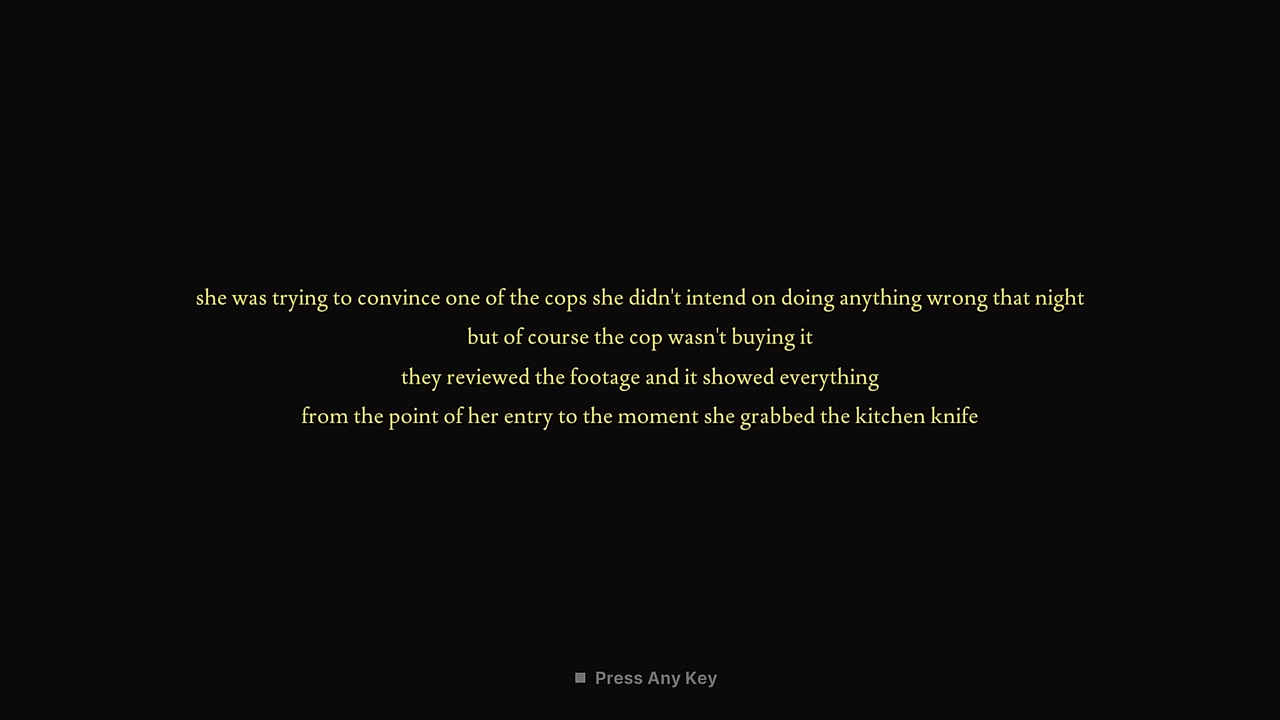 she was trying to convince one of the cops she didn't intend on doing anything wrong that night
but of course the cop wasn't buying it
they reviewed the footage and it showed everything
from the point of her entry to the moment she grabbed the kitchen knife
Press Any Key